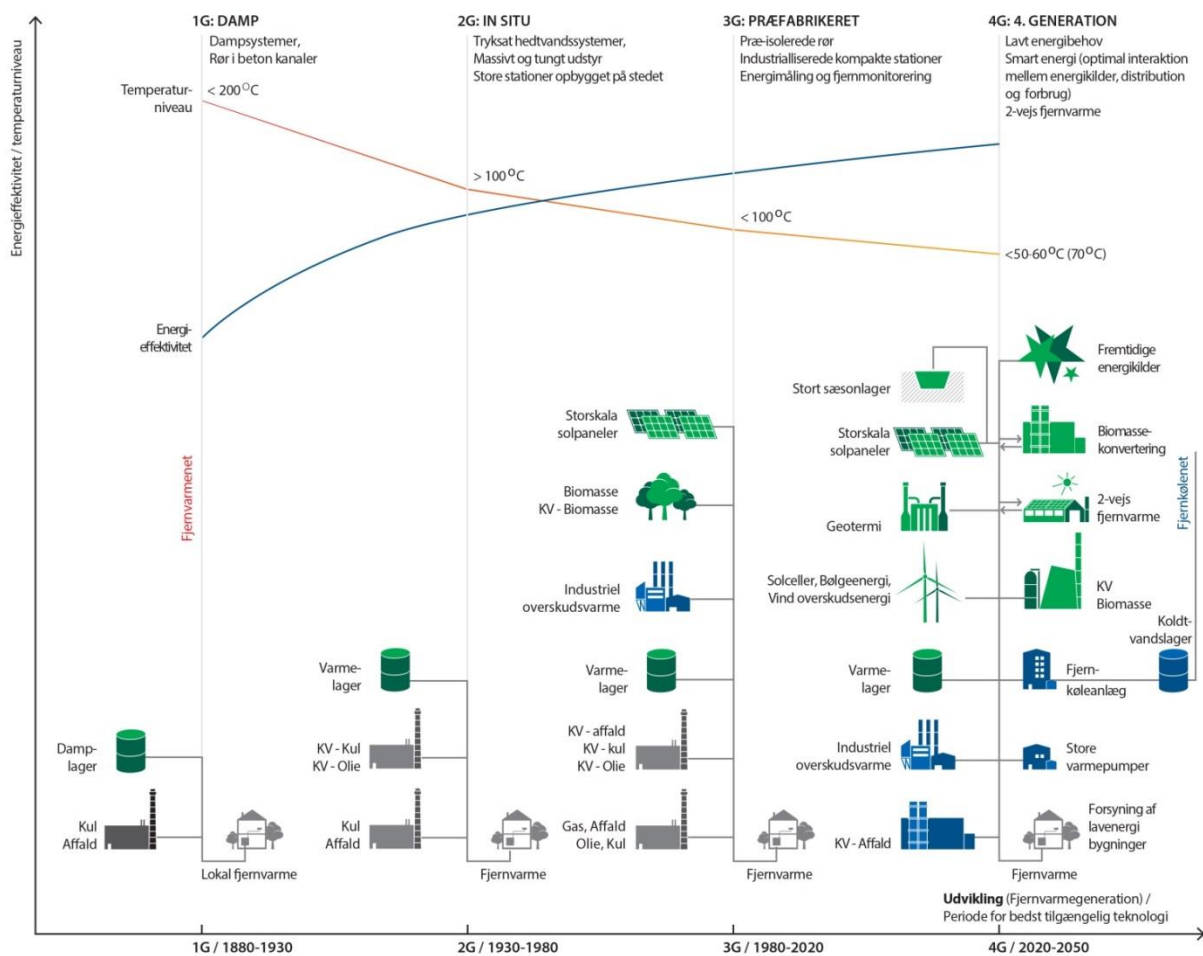 1G: DAMP
Dampsystemer,
Rør i beton kanaler
2G: IN SITU
Tryksat hedtvandssystemer,
Massivt og tungt udstyr
Store stationer opbygget på stedet
3G: PRÆFABRIKERET
Præ-isolerede rør
Industrialliserede kompakte stationer
Energimåling og fjernmonitorering
4G: 4. GENERATION
Lavt energibehov
Smart energi (optimal interaktion
mellem energikilder, distribution
og forbrug)
2-vejs fjernvarme
Energieffektivitet / temperaturniveau
Temperatur-
niveau
< 200°C
> 100°C
< 100°C
<50-60°C (70°C)
Energi-
effektivitet
Fjernvarmenet
Damp-
lager
Kul
Affald
Lokal fjernvarme
Varme-
lager
KV - Kul
KV - Olie
Kul
Affald
Fjernvarme
Storskala
solpaneler
Biomasse
KV - Biomasse
Industriel
overskudsvarme
Varme-
lager
KV - affald
KV - kul
KV - Olie
Gas, Affald
Olie, Kul
Fjernvarme
Stort sæsonlager
Storskala
solpaneler
Geotermi
Solceller, Bølgeenergi,
Vind overskudsenergi
Varme-
lager
Industriel
overskudsvarme
KV - Affald
Fremtidige
energikilder
Biomasse-
konvertering
2-vejs
fjernvarme
KV
Biomasse
Fjern-
køleanlæg
Store
varmepumper
Forsyning af
lavenergi
bygninger
Fjernvarme
Fjernkølenet
Koldt-
vandslager
Udvikling (Fjernvarmegeneration) /
Periode for bedst tilgængelig teknologi
1G / 1880-1930
2G / 1930-1980
3G / 1980-2020
4G / 2020-2050